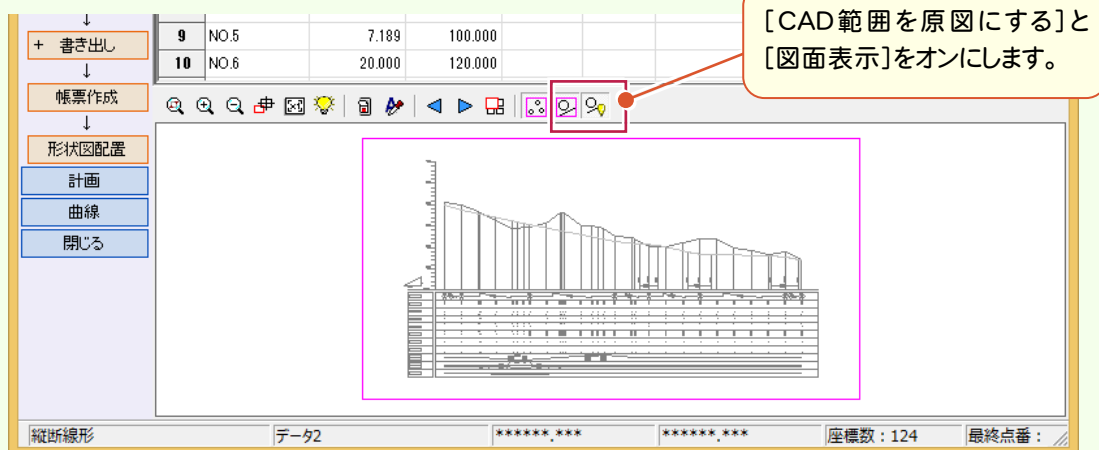 [CAD範囲を原図にする]と
[図面表示]をオンにします。
↓
+ 書き出し
↓
帳票作成
↓
形状図配置
計画
曲線
閉じる
9 NO.5 7.189 100.000
10 NO.6 20.000 120.000
縦断線形 データ2 ******.*** ******.*** 座標数：124 最終点番：